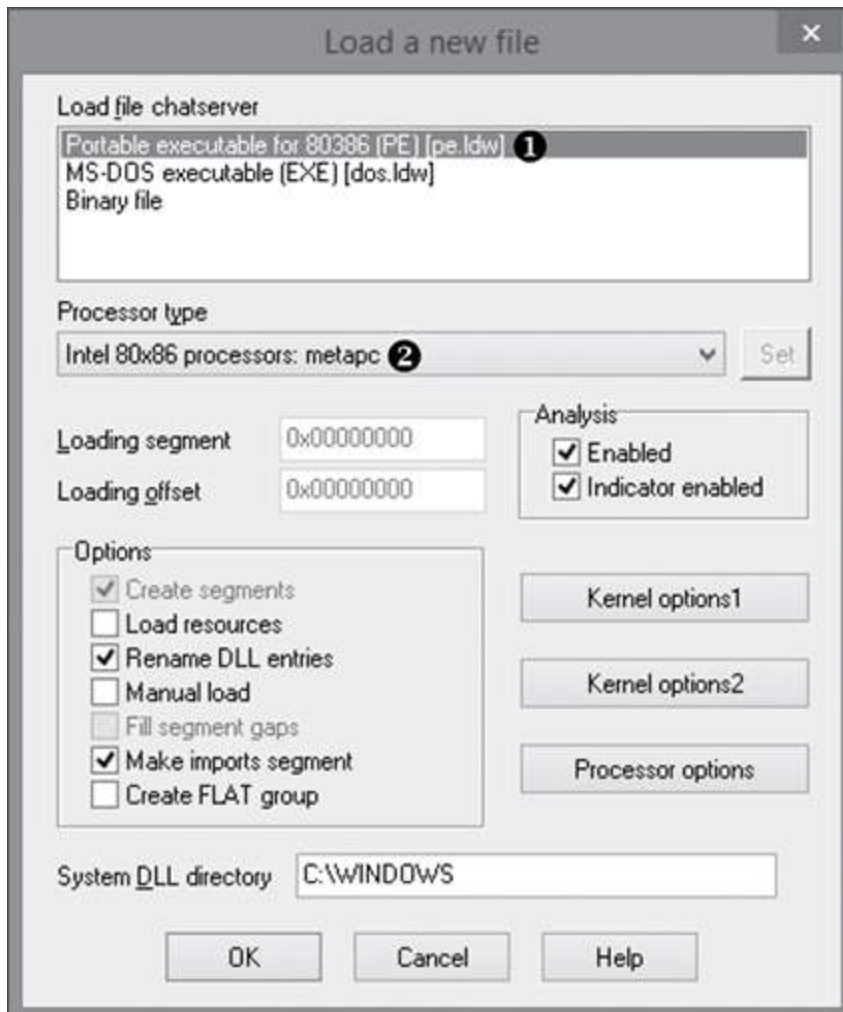 Load a new file
×
Load file chatserver
Portable executable for 80386 (PE) [pe.ldw] ❶
MS-DOS executable (EXE) [dos.ldw]
Binary file
Processor type
Intel 80x86 processors: metapc ❷
Set
Loading segment 0x00000000
Loading offset 0x00000000
Analysis
Enabled
Indicator enabled
Options
Create segments
Load resources
Rename DLL entries
Manual load
Fill segment gaps
Make imports segment
Create FLAT group
Kernel options1
Kernel options2
Processor options
System DLL directory C:\WINDOWS
OK Cancel Help